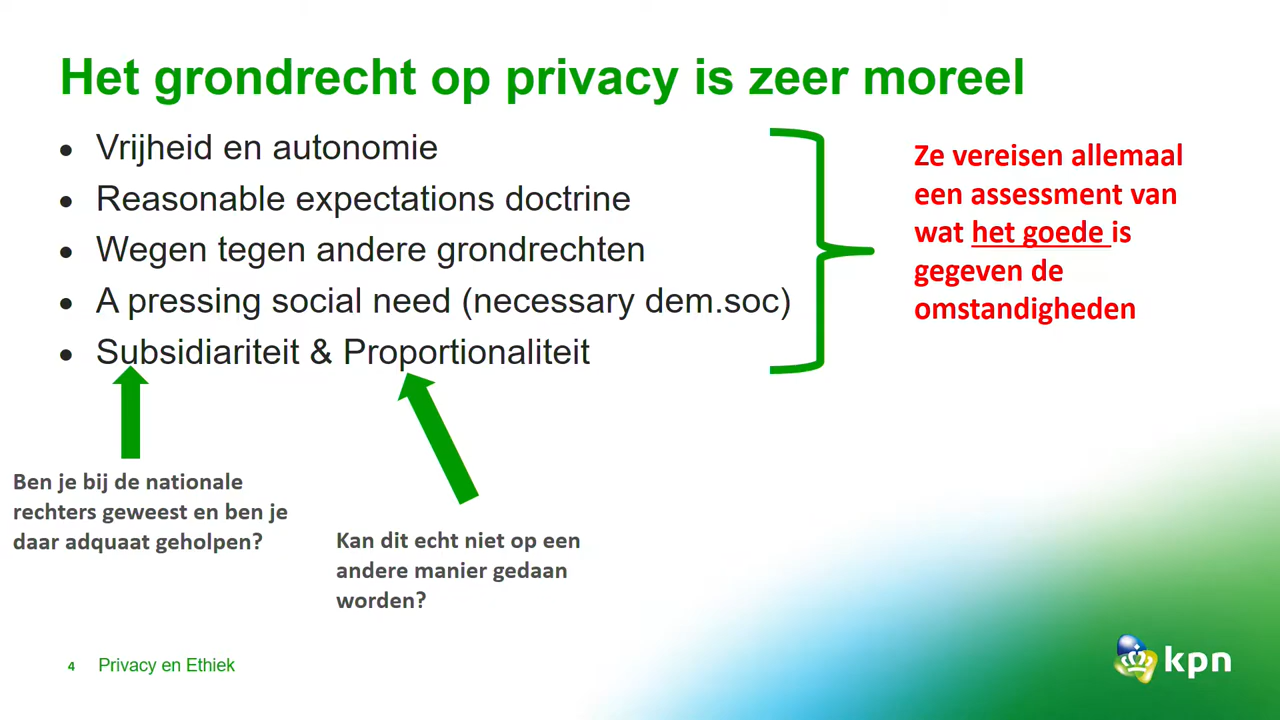 Het grondrecht op privacy is zeer moreel
• Vrijheid en autonomie
• Reasonable expectations doctrine
• Wegen tegen andere grondrechten
• A pressing social need (necessary dem.soc)
• Subsidiariteit & Proportionaliteit
Ze vereisen allemaal
een assessment van
wat het goede is
gegeven de
omstandigheden
Ben je bij de nationale
rechters geweest en ben je
daar adquaat geholpen?
Kan dit echt niet op een
andere manier gedaan
worden?
4 Privacy en Ethiek
kpn